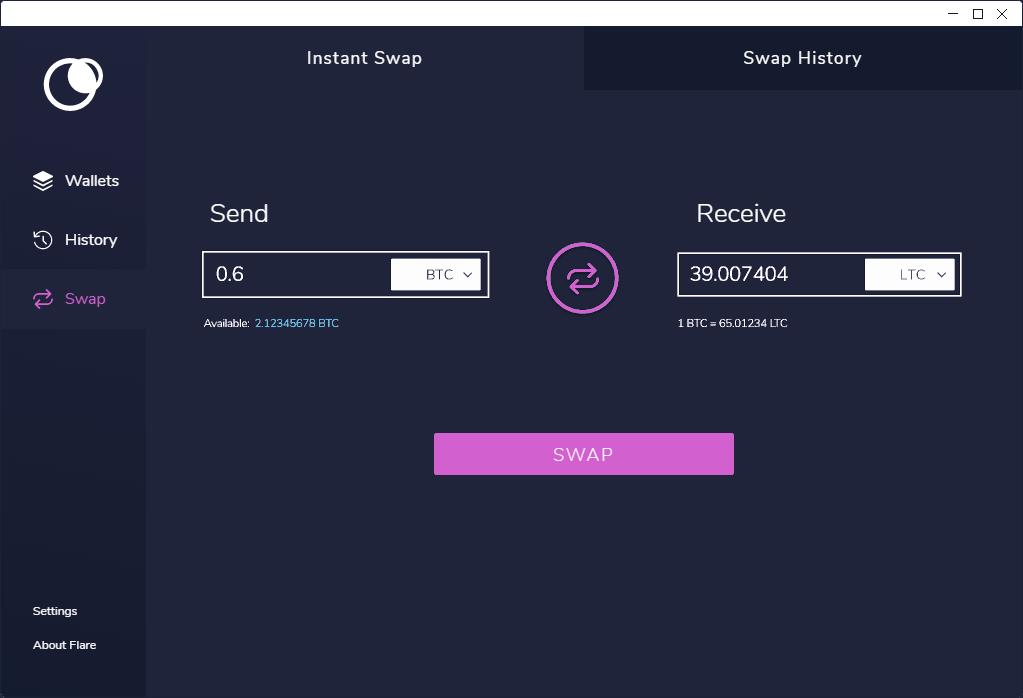 Instant Swap
Swap History
Wallets
History
Swap
Send
Receive
0.6 BTC
39.007404 LTC
Available: 2.12345678 BTC
1 BTC = 65.01234 LTC
SWAP
Settings
About Flare